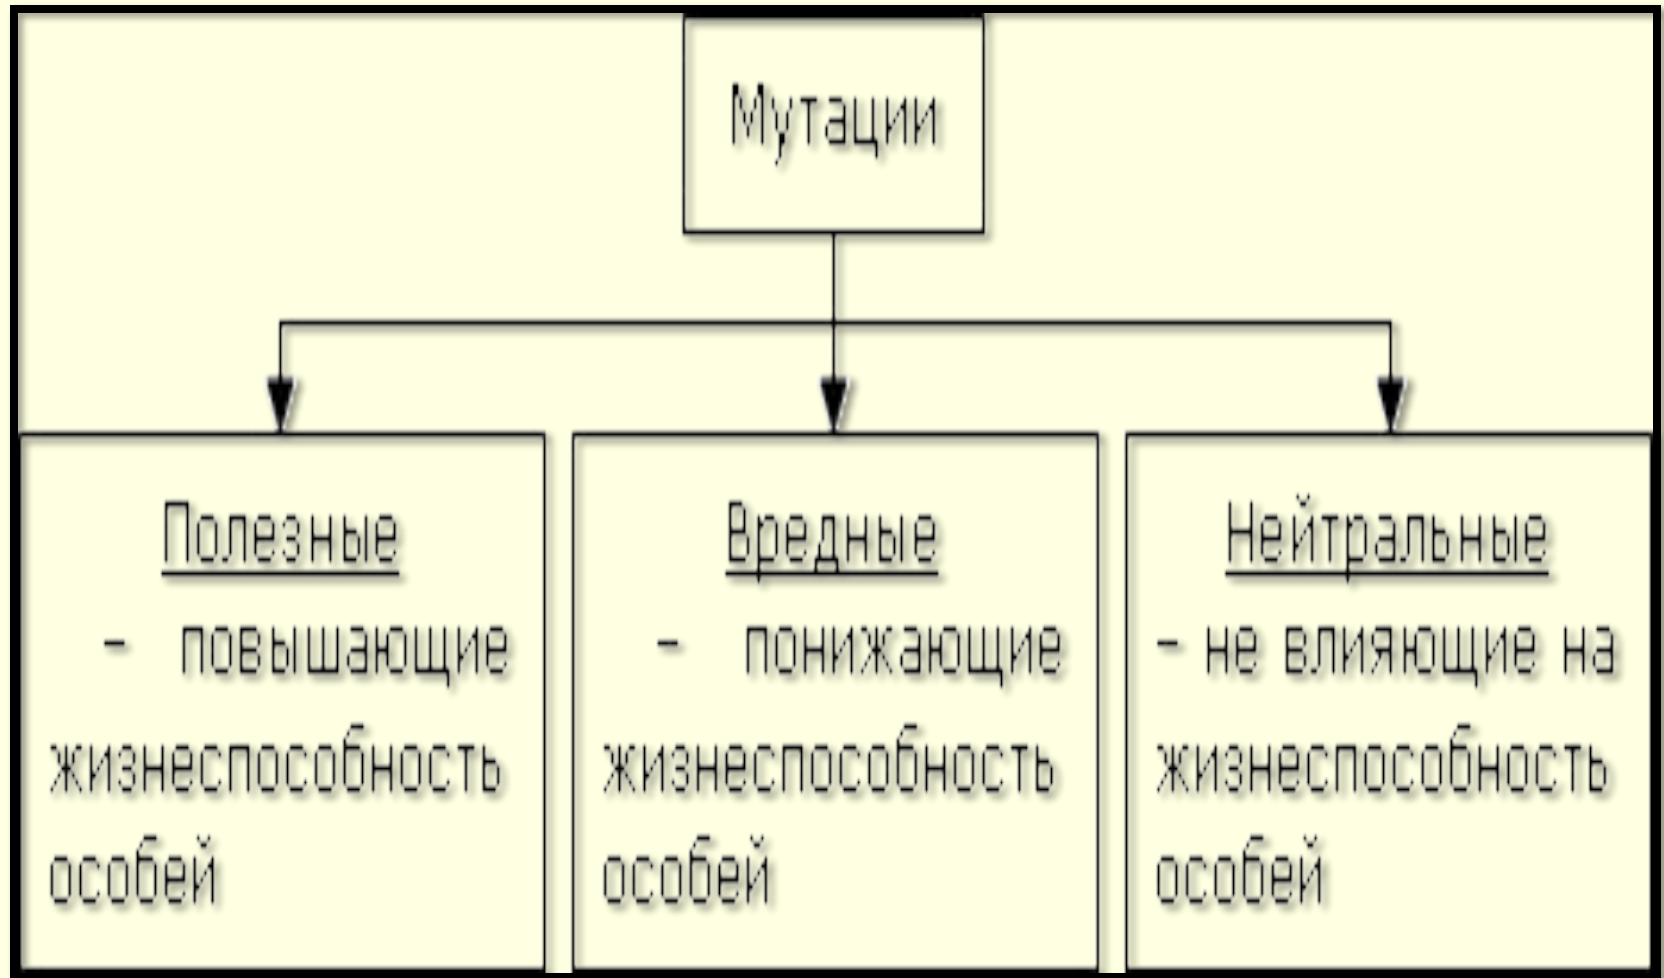 Мутации
Полезные
- повышающие
жизнеспособность
особей
Вредные
- понижающие
жизнеспособность
особей
Нейтральные
- не влияющие на
жизнеспособность
особей